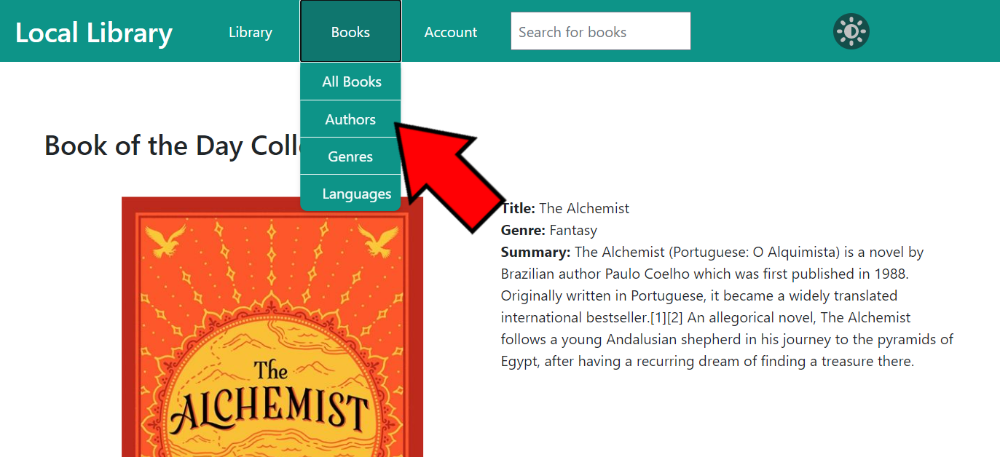 Local Library
Library
Books
Account
Search for books
All Books
Authors
Genres
Languages
Book of the Day
Title: The Alchemist
Genre: Fantasy
Summary: The Alchemist (Portuguese: O Alquimista) is a novel by
Brazilian author Paulo Coelho which was first published in 1988.
Originally written in Portuguese, it became a widely translated
international bestseller.[1][2] An allegorical novel, The Alchemist
follows a young Andalusian shepherd in his journey to the pyramids of
Egypt, after having a recurring dream of finding a treasure there.
The
ALCHEMIST